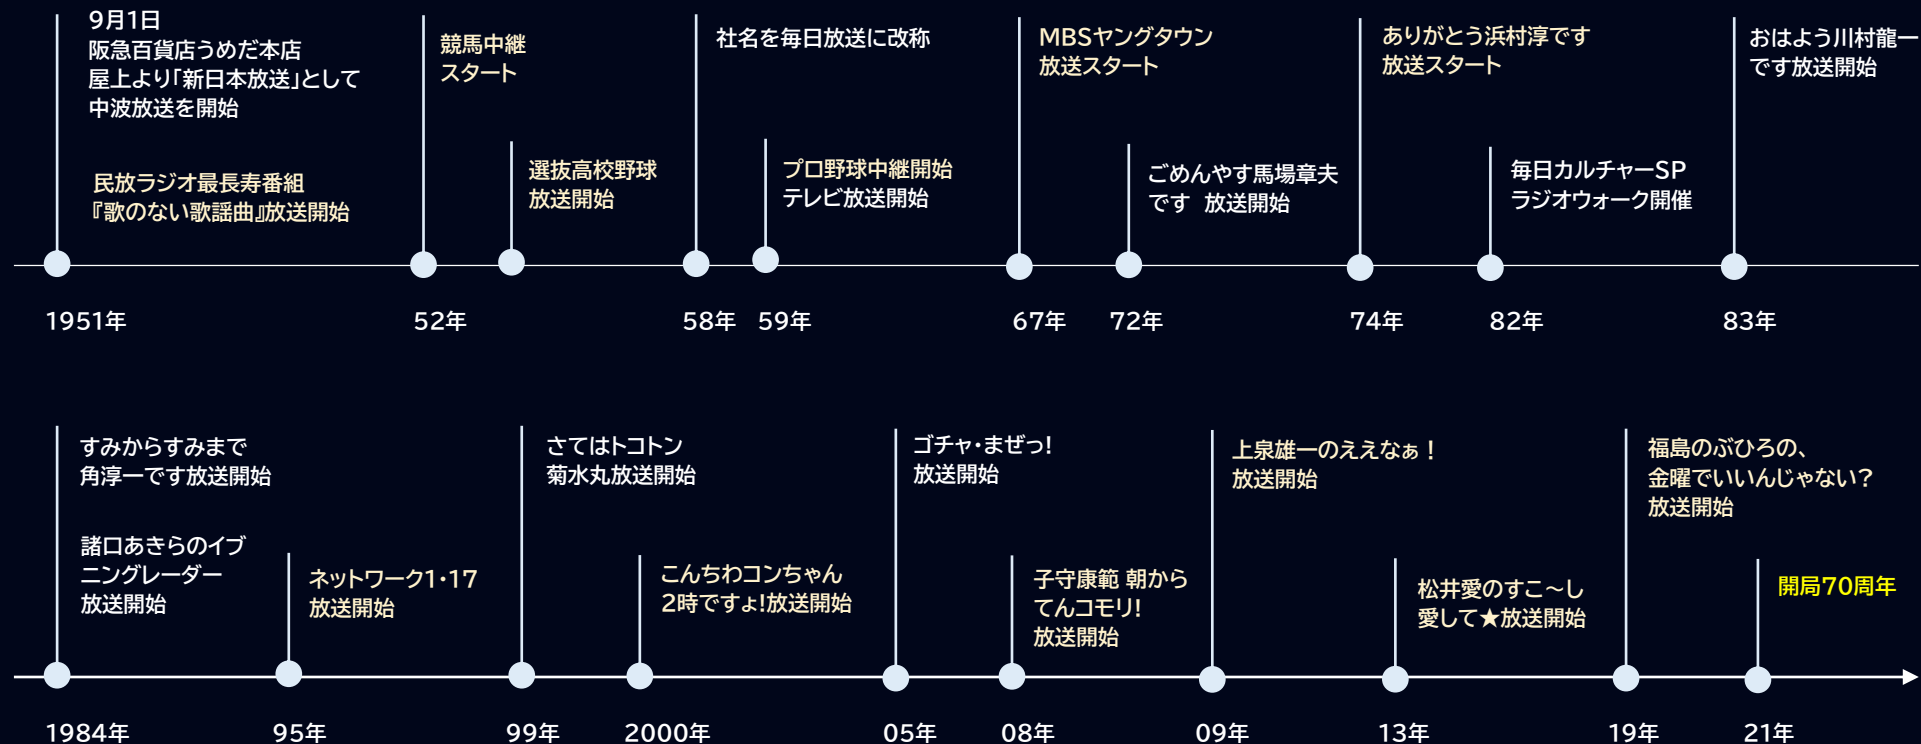 9月1日
阪急百貨店うめだ本店
屋上より「新日本放送」として
中波放送を開始
民放ラジオ最長寿番組
『歌のない歌謡曲』放送開始
競馬中継
スタート
選抜高校野球
放送開始
社名を毎日放送に改称
プロ野球中継開始
テレビ放送開始
MBSヤングタウン
放送スタート
ごめんやす馬場章夫
です 放送開始
ありがとう浜村淳です
放送スタート
毎日カルチャーSP
ラジオウォーク開催
おはよう川村龍一
です放送開始
1951年
52年
58年
59年
67年
72年
74年
82年
83年
すみからすみまで
角淳一です放送開始
諸口あきらのイブ
ニングレーダー
放送開始
ネットワーク1・17
放送開始
さてはトコトン
菊水丸放送開始
こんちわコンちゃん
2時ですょ!放送開始
ゴチャ・まぜっ!
放送開始
子守康範 朝から
てんコモリ!
放送開始
上泉雄一のええなぁ！
放送開始
松井愛のすこ～し
愛して★放送開始
福島のぶひろの、
金曜でいいんじゃない？
放送開始
開局70周年
1984年
95年
99年
2000年
05年
08年
09年
13年
19年
21年